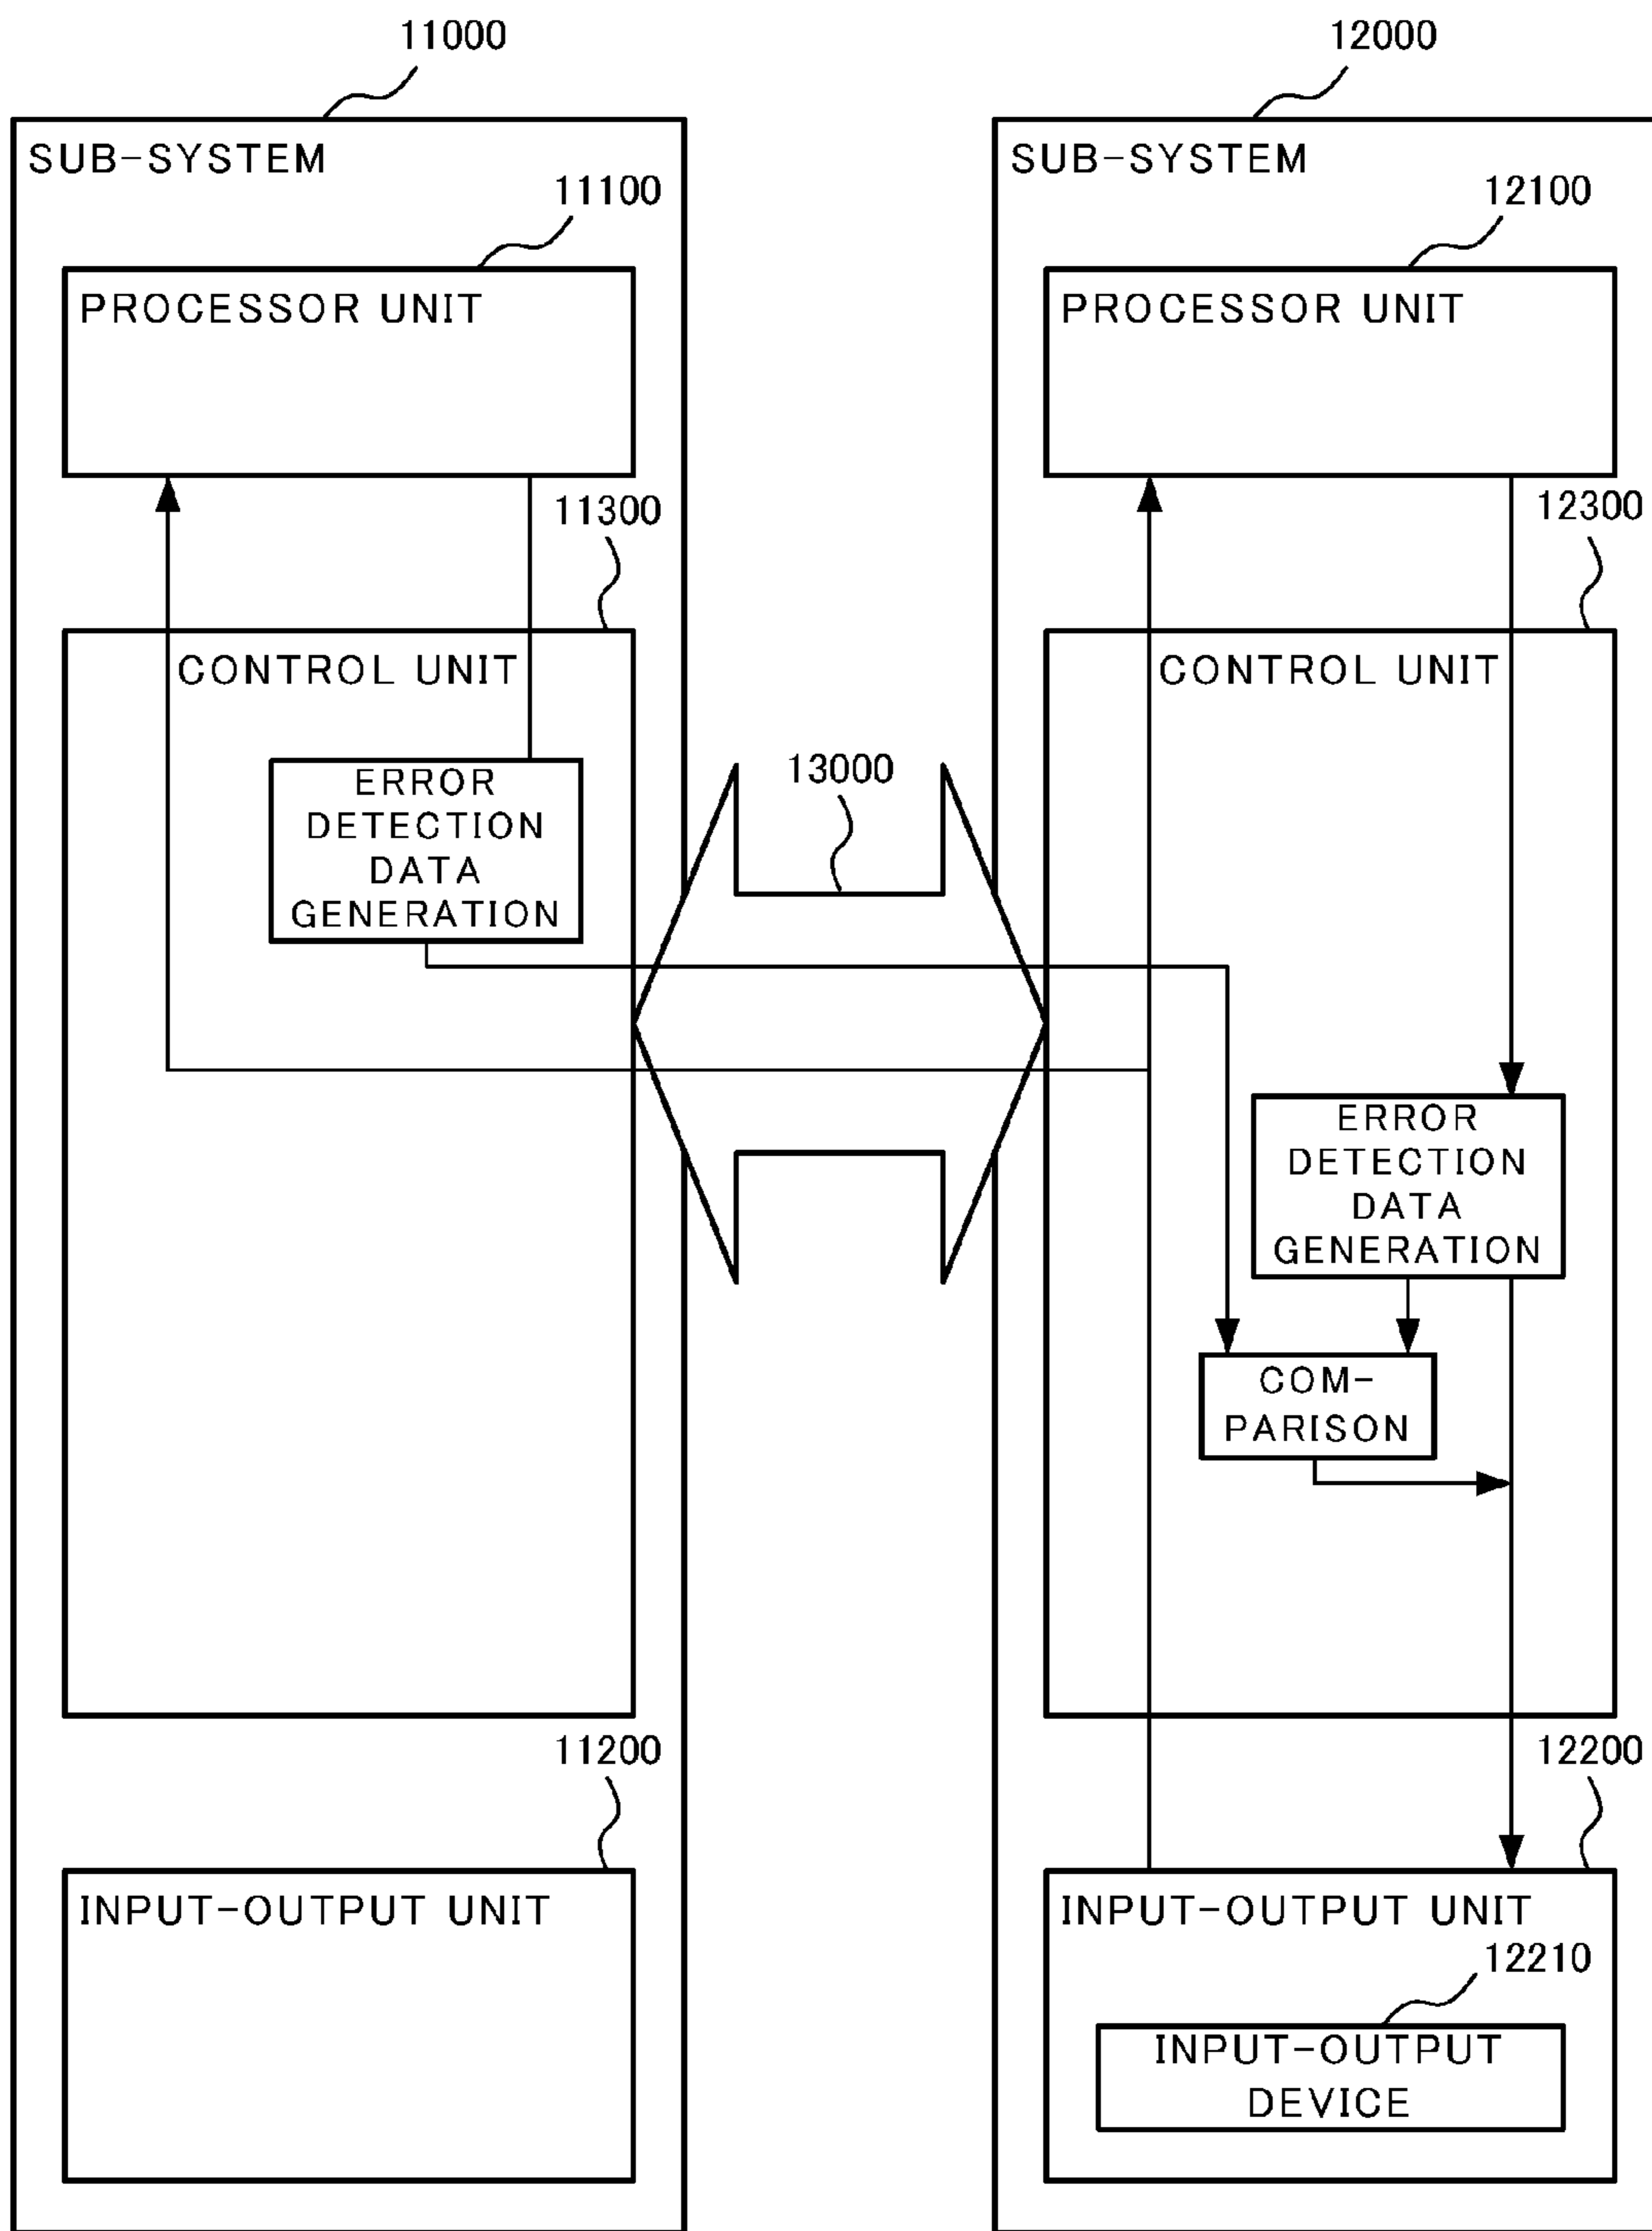 11000
12000
SUB-SYSTEM
SUB-SYSTEM
11100
12100
PROCESSOR UNIT
PROCESSOR UNIT
11300
12300
CONTROL UNIT
CONTROL UNIT
13000
ERROR
DETECTION
DATA
GENERATION
ERROR
DETECTION
DATA
GENERATION
COM-
PARISON
11200
12200
INPUT-OUTPUT UNIT
INPUT-OUTPUT UNIT
12210
INPUT-OUTPUT
DEVICE